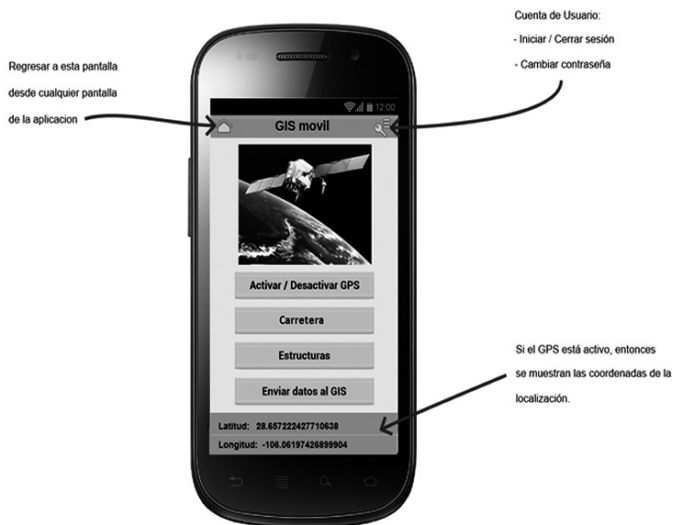 Cuenta de Usuario:
- Iniciar / Cerrar sesión
- Cambiar contraseña
Regresar a esta pantalla
desde cualquier pantalla
de la aplicacion
12:00
GIS movil
Activar / Desactivar GPS
Carretera
Estructuras
Enviar datos al GIS
Latitud: 28.657222427710638
Longitud: -106.06197426899904
Si el GPS está activo, entonces
se muestran las coordenadas de la
localización.